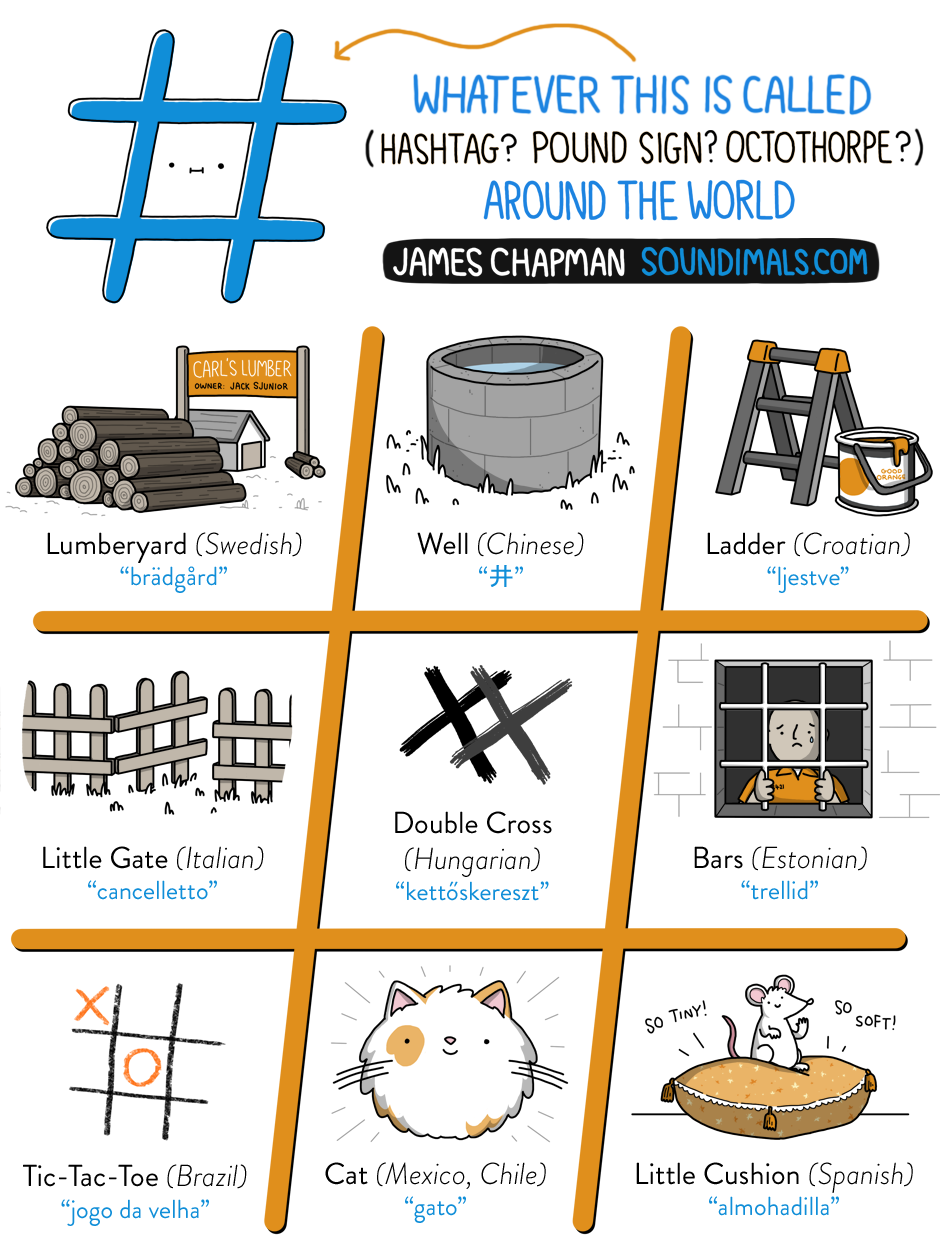 WHATEVER THIS IS CALLED
(HASHTAG? POUND SIGN? OCTOTHORPE?)
AROUND THE WORLD
JAMES CHAPMAN SOUNDIMALS.COM
CARL'S LUMBER
OWNER: JACK SJUNIOR
Lumberyard (Swedish)
“brädgård”
Well (Chinese)
“井”
GOOD
ORANGE
Ladder (Croatian)
“ljestve”
Little Gate (Italian)
“cancelletto”
Double Cross
(Hungarian)
“kettőskereszt”
421
Bars (Estonian)
“trellid”
X
O
Tic-Tac-Toe (Brazil)
“jogo da velha”
Cat (Mexico, Chile)
“gato”
SO TINY!
SO
SOFT!
Little Cushion (Spanish)
“almohadilla”